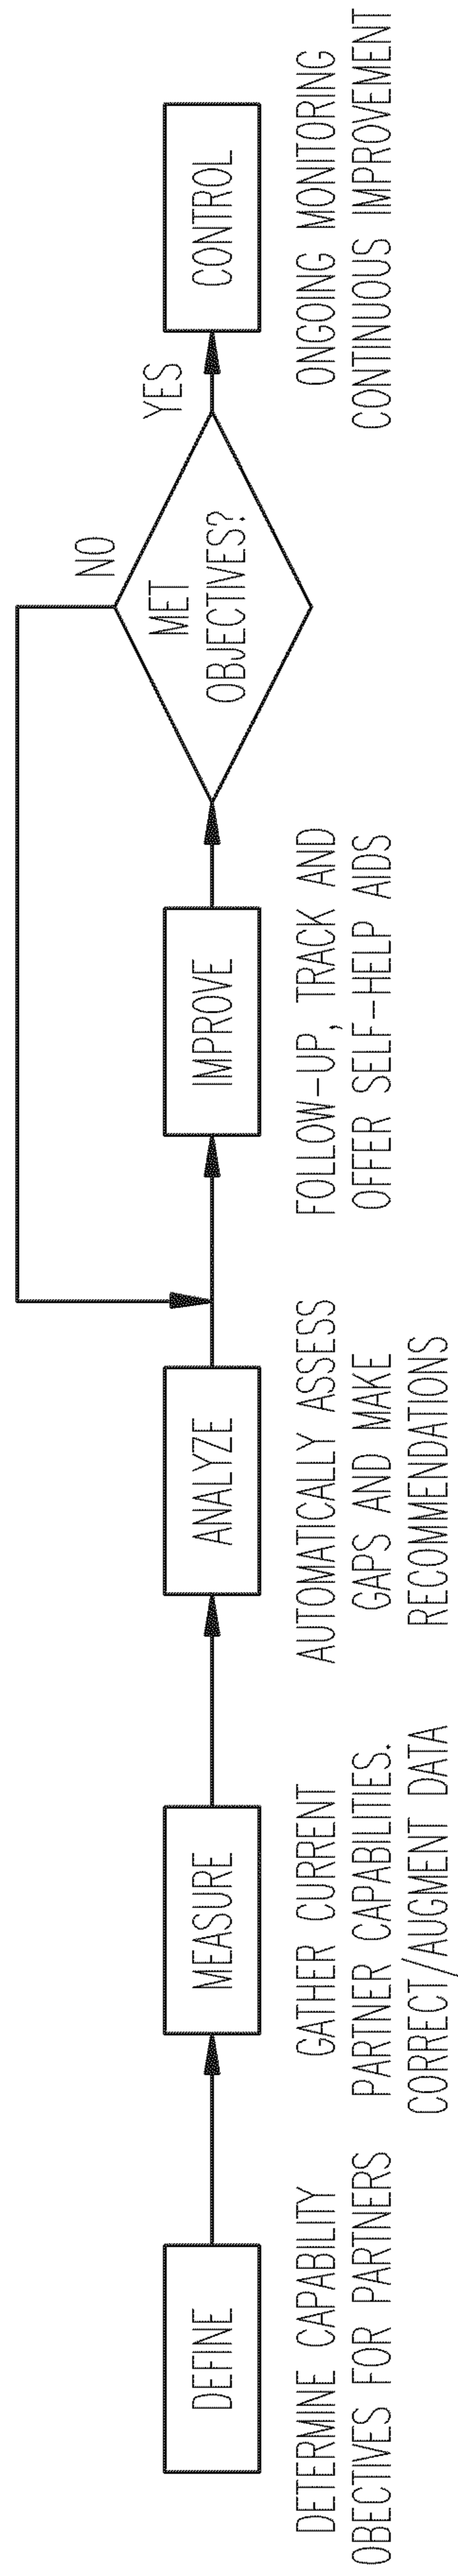 DEFINE
DETERMINE CAPABILITY
OBECTIVES FOR PARTNERS
MEASURE
GATHER CURRENT
PARTNER CAPABILITIES.
CORRECT/AUGMENT DATA
ANALYZE
AUTOMATICALLY ASSESS
GAPS AND MAKE
RECOMMENDATIONS
IMPROVE
FOLLOW-UP, TRACK AND
OFFER SELF-HELP AIDS
MET
OBJECTIVES?
NO
YES
CONTROL
ONGOING MONITORING
CONTINUOUS IMPROVEMENT